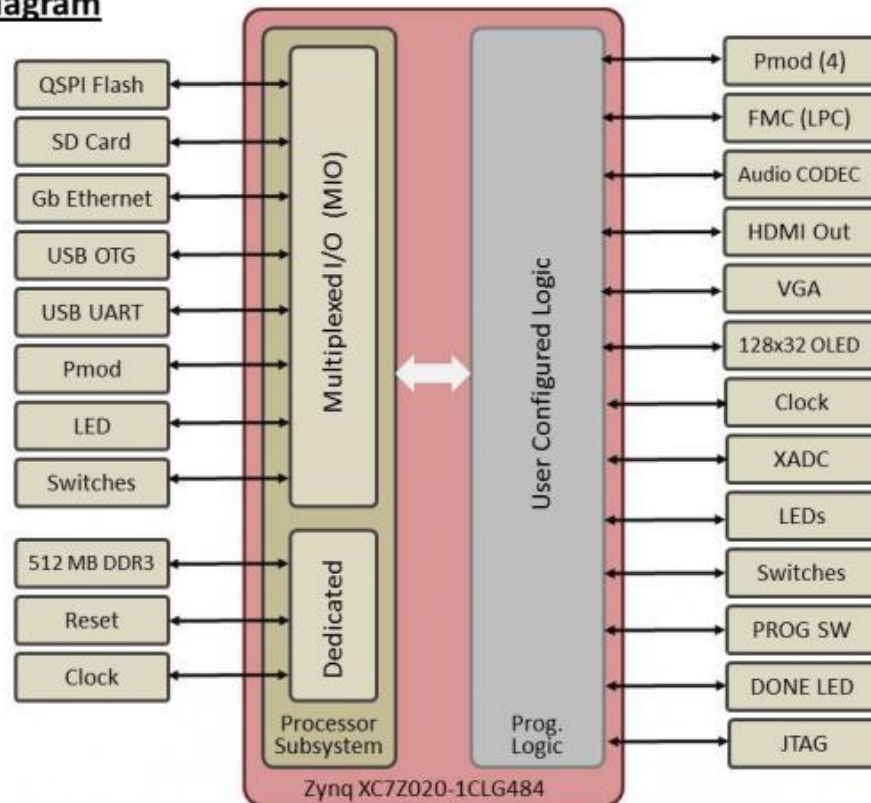 agram
QSPI Flash
SD Card
Gb Ethernet
USB OTG
USB UART
Pmod
LED
Switches
512 MB DDR3
Reset
Clock
Multiplexed I/O (MIO)
Dedicated
Processor
Subsystem
User Configured Logic
Prog.
Logic
Pmod (4)
FMC (LPC)
Audio CODEC
HDMI Out
VGA
128x32 OLED
Clock
XADC
LEDs
Switches
PROG SW
DONE LED
JTAG
Zynq XC7Z020-1CLG484